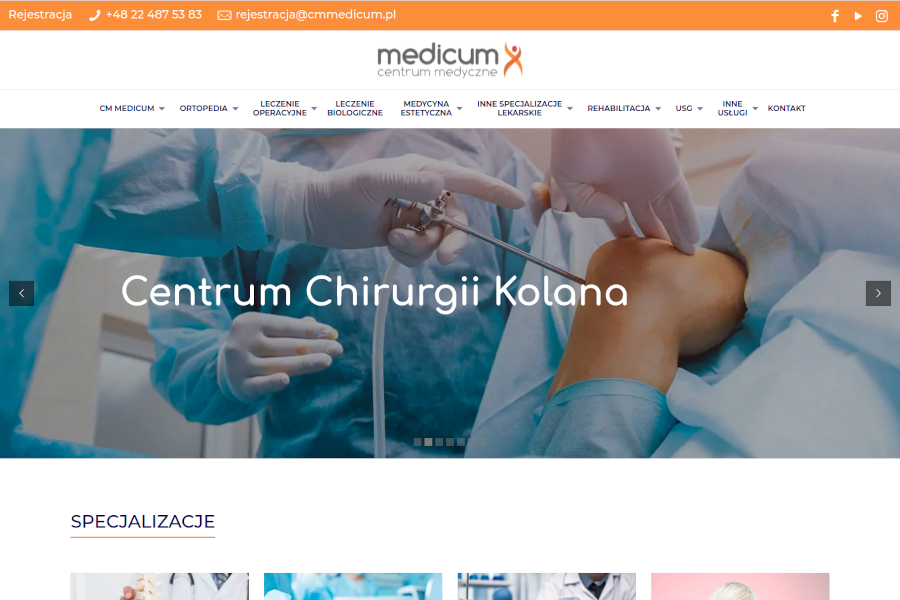 Rejestracja +48 22 487 53 83 rejestracja@cmmedicum.pl
medicum
centrum medyczne
CM MEDICUM
ORTOPEDIA
LECZENIE
OPERACYJNE
LECZENIE
BIOLOGICZNE
MEDYCYNA
ESTETYCZNA
INNE SPECJALIZACJE
LEKARSKIE
REHABILITACJA
USG
INNE
USŁUGI
KONTAKT
Centrum Chirurgii Kolana
SPECJALIZACJE